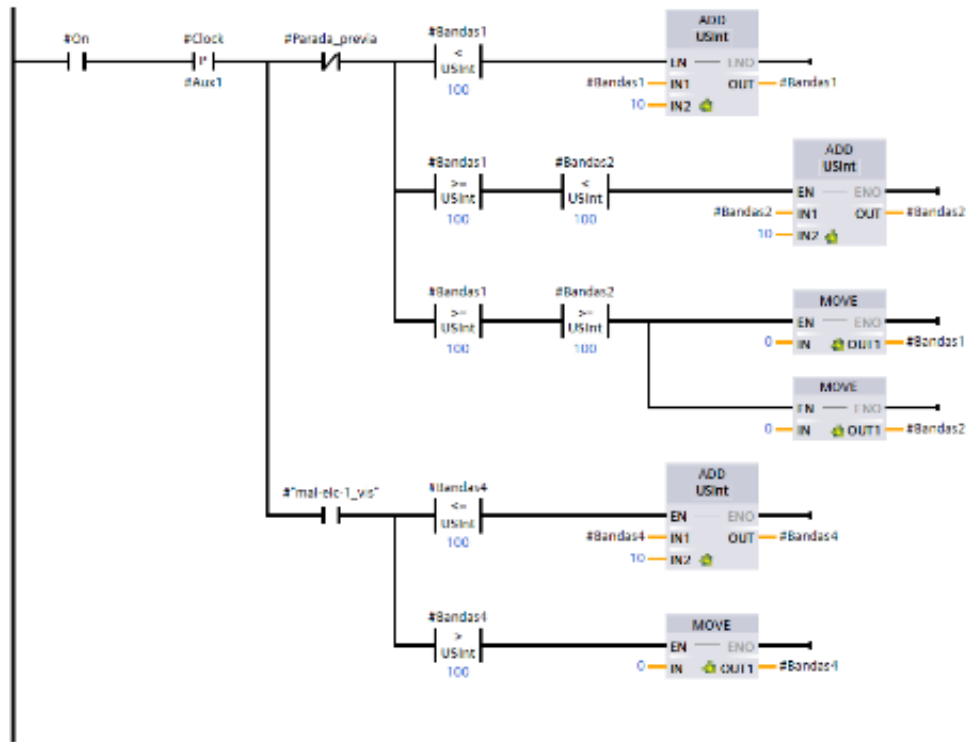 #On
#Clock
P
#Aux1
#Parada_previa
#Bandas1
<
USInt
100
ADD
USInt
EN
ENO
#Bandas1
IN1
OUT
#Bandas1
10
IN2
#Bandas1
>=
USInt
100
#Bandas2
<
USInt
100
ADD
USInt
EN
ENO
#Bandas2
IN1
OUT
#Bandas2
10
IN2
#Bandas1
>=
USInt
100
#Bandas2
>=
USInt
100
MOVE
EN
ENO
0
IN
OUT1
#Bandas1
MOVE
EN
ENO
0
IN
OUT1
#Bandas2
#"mal-elc-1_vis"
#Bandas4
<=
USInt
100
ADD
USInt
EN
ENO
#Bandas4
IN1
OUT
#Bandas4
10
IN2
#Bandas4
>
USInt
100
MOVE
EN
ENO
0
IN
OUT1
#Bandas4